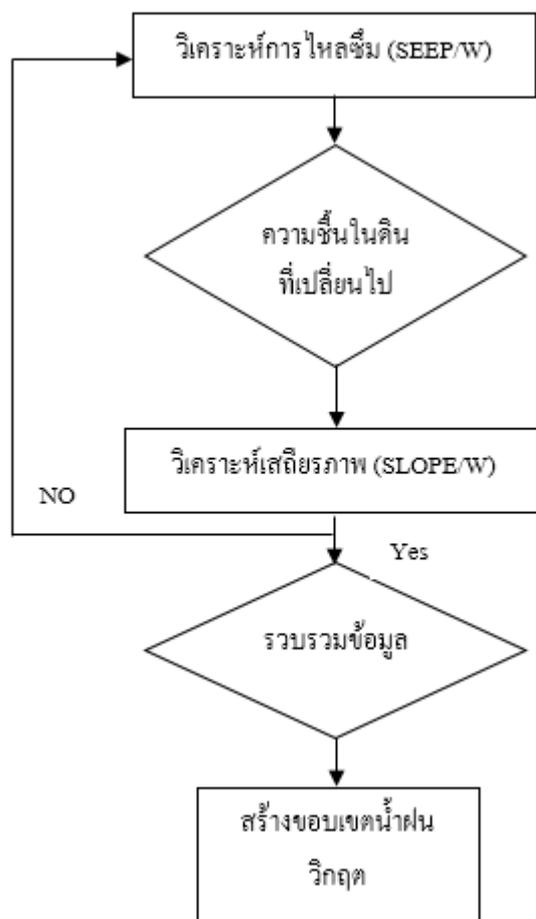 วิเคราะห์การไหลซึม (SEEP/W)
ความชื้นในดิน
ที่เปลี่ยนไป
วิเคราะห์เสถียรภาพ (SLOPE/W)
NO
Yes
รวบรวมข้อมูล
สร้างขอบเขตน้ำฝน
วิกฤต